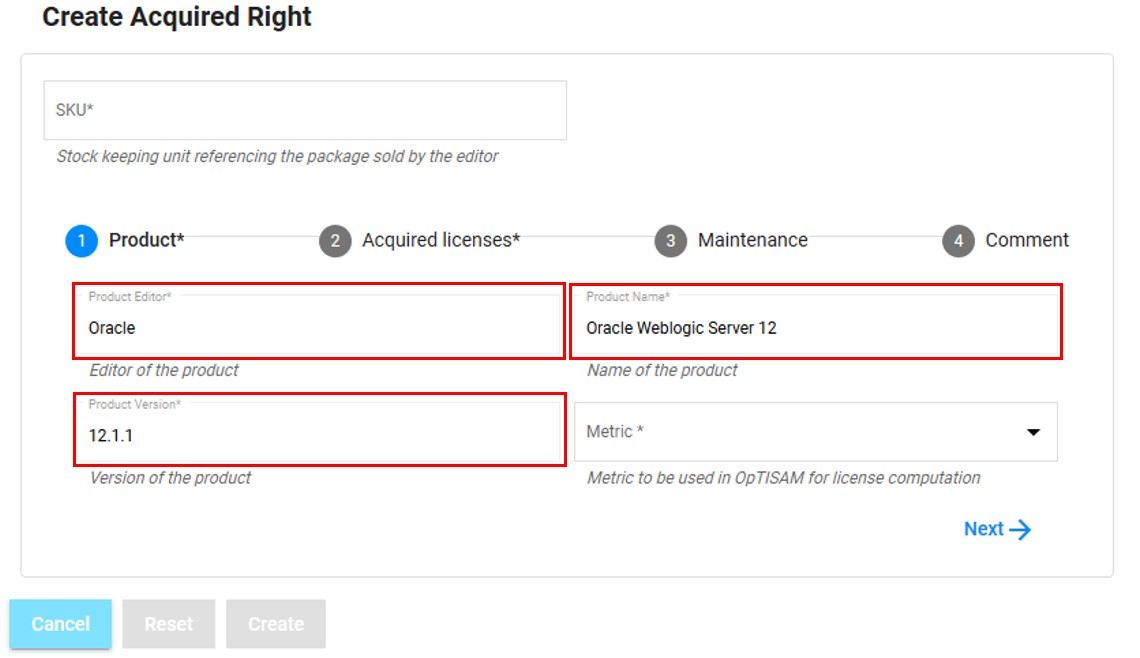 Create Acquired Right
SKU*
Stock keeping unit referencing the package sold by the editor
1 Product* 2 Acquired licenses* 3 Maintenance 4 Comment
Product Editor* Product Name*
Oracle Oracle Weblogic Server 12
Editor of the product Name of the product
Product Version*
12.1.1 Metric *
Version of the product Metric to be used in OpTISAM for license computation
Next
Cancel Reset Create